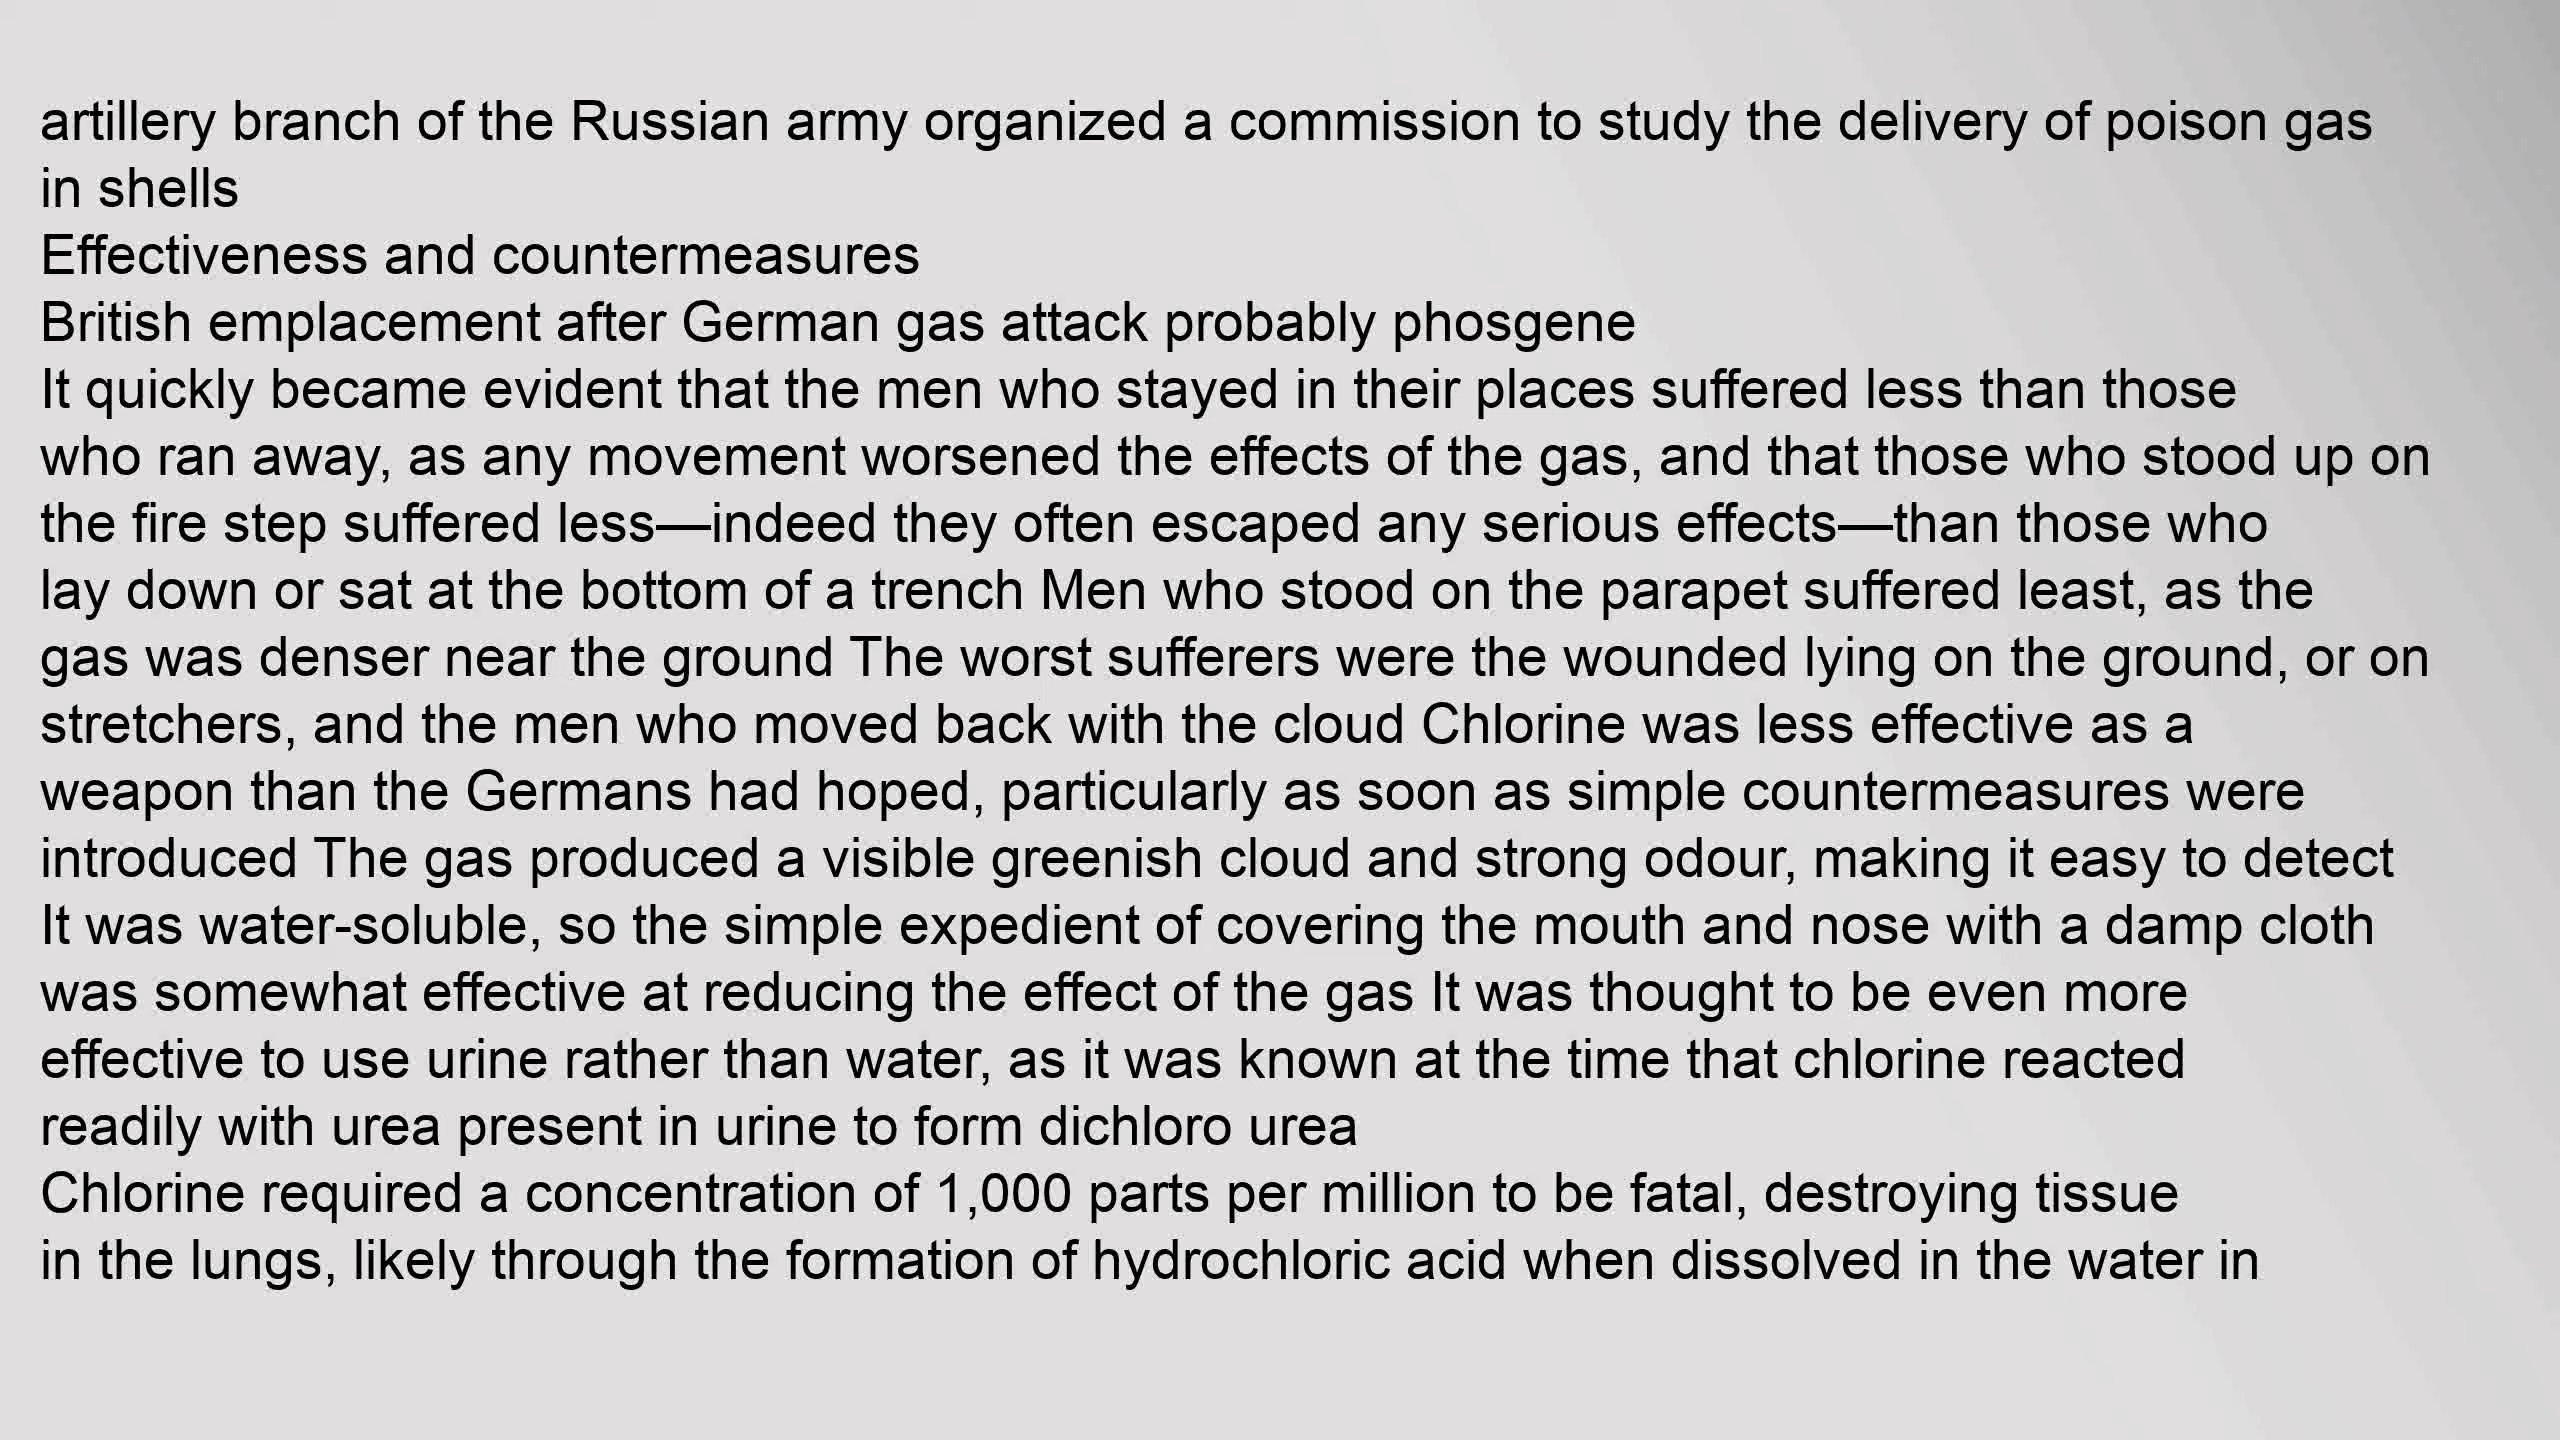 artillery branch of the Russian army organized a commission to study the delivery of poison gas
in shells
Effectiveness and countermeasures
British emplacement after German gas attack probably phosgene
It quickly became evident that the men who stayed in their places suffered less than those
who ran away, as any movement worsened the effects of the gas, and that those who stood up on
the fire step suffered less—indeed they often escaped any serious effects—than those who
lay down or sat at the bottom of a trench Men who stood on the parapet suffered least, as the
gas was denser near the ground The worst sufferers were the wounded lying on the ground, or on
stretchers, and the men who moved back with the cloud Chlorine was less effective as a
weapon than the Germans had hoped, particularly as soon as simple countermeasures were
introduced The gas produced a visible greenish cloud and strong odour, making it easy to detect
It was water-soluble, so the simple expedient of covering the mouth and nose with a damp cloth
was somewhat effective at reducing the effect of the gas It was thought to be even more
effective to use urine rather than water, as it was known at the time that chlorine reacted
readily with urea present in urine to form dichloro urea
Chlorine required a concentration of 1,000 parts per million to be fatal, destroying tissue
in the lungs, likely through the formation of hydrochloric acid when dissolved in the water in